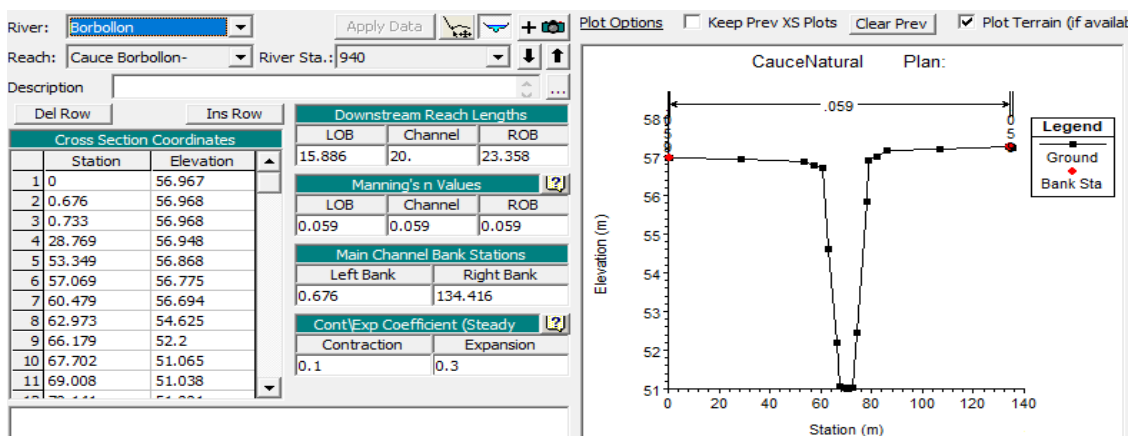 River: Borbollon Apply Data
Reach: Cauce Borbollon- River Sta.: 940
Description ...
Del Row Ins Row
Cross Section Coordinates
Station Elevation
1 0 56.967
2 0.676 56.968
3 0.733 56.968
4 28.769 56.948
5 53.349 56.868
6 57.069 56.775
7 60.479 56.694
8 62.973 54.625
9 66.179 52.2
10 67.702 51.065
11 69.008 51.038
Downstream Reach Lengths
LOB Channel ROB
15.886 20. 23.358
Manning's n Values
LOB Channel ROB
0.059 0.059 0.059
Main Channel Bank Stations
Left Bank Right Bank
0.676 134.416
Cont\Exp Coefficient (Steady
Contraction Expansion
0.1 0.3
Plot Options Keep Prev XS Plots Clear Prev Plot Terrain (if availab
CauceNatural Plan:
.059
58
57
56
55
54
53
52
51
0 20 40 60 80 100 120 140
Station (m)
Elevation (m)
Legend
Ground
Bank Sta